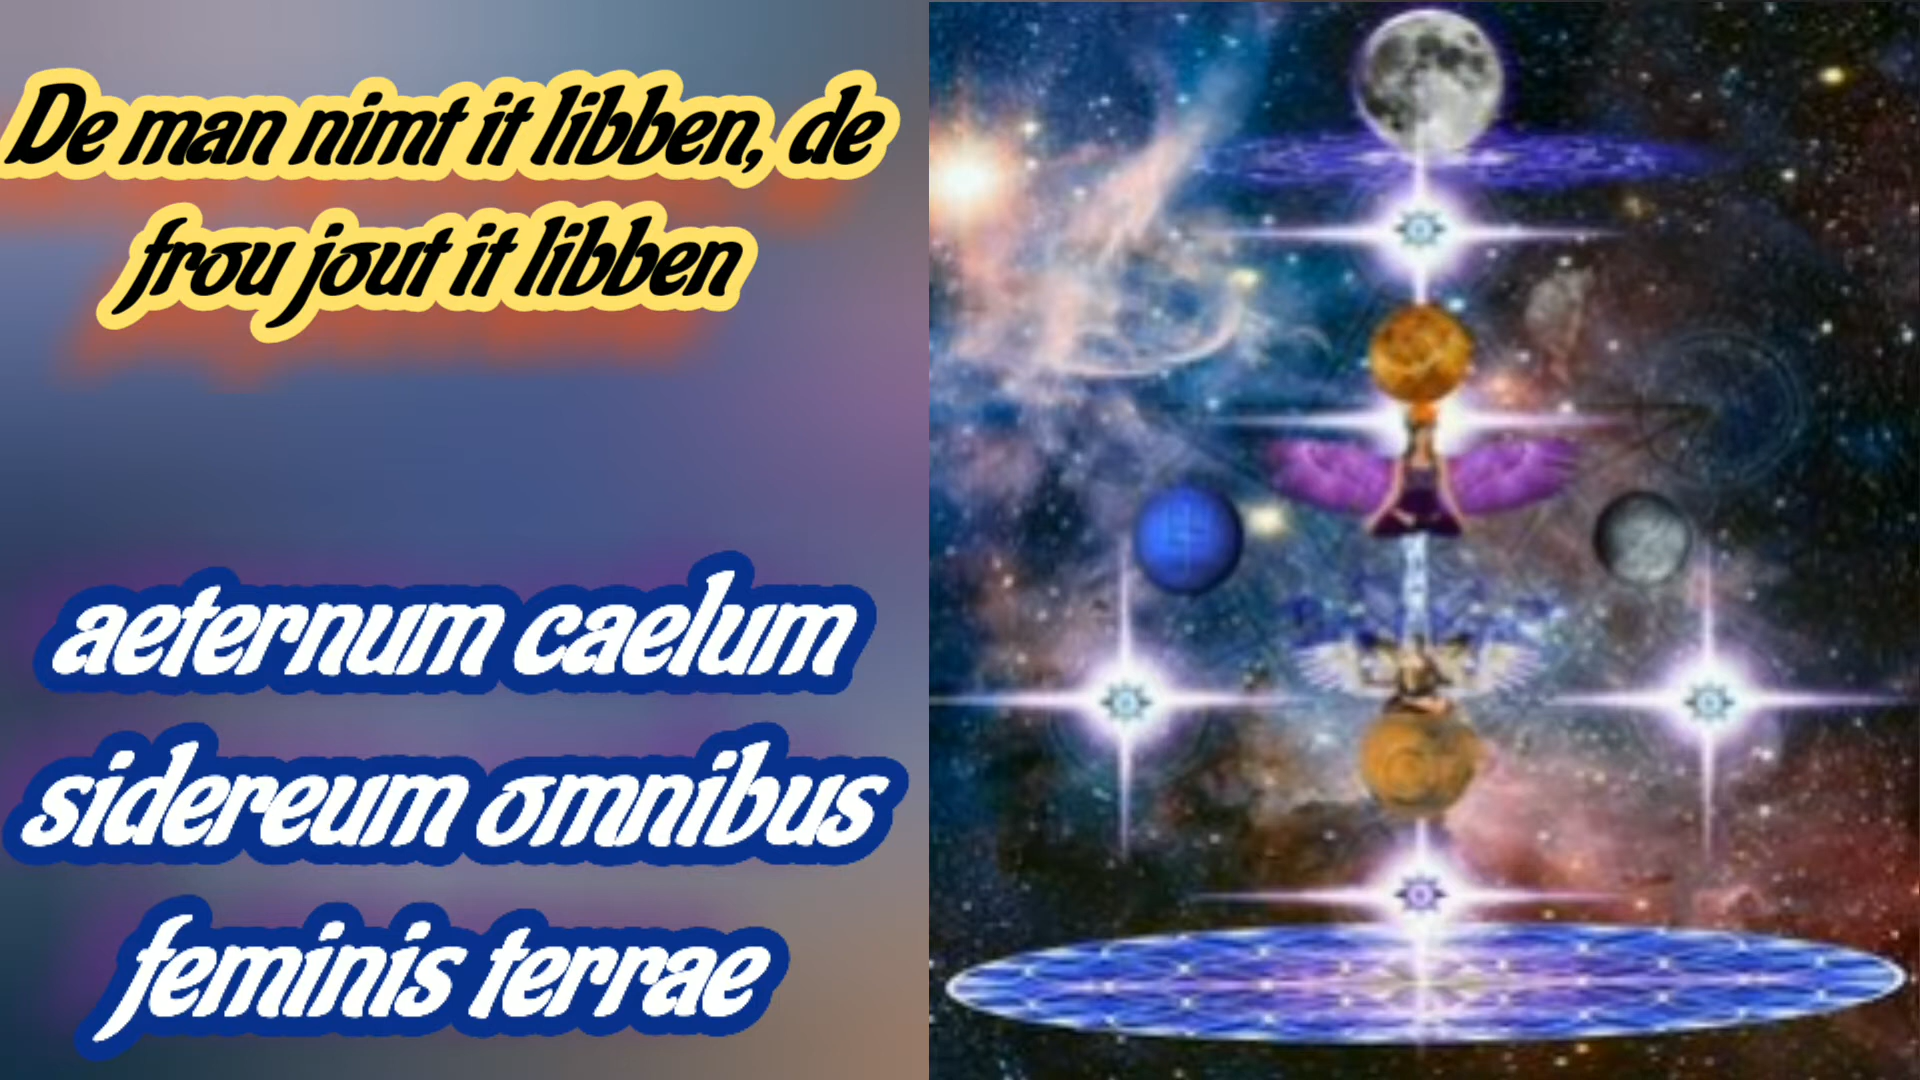 De man nimt it libben, de
frou jout it libben
aeternum caelum
sidereum omnibus
feminis terrae